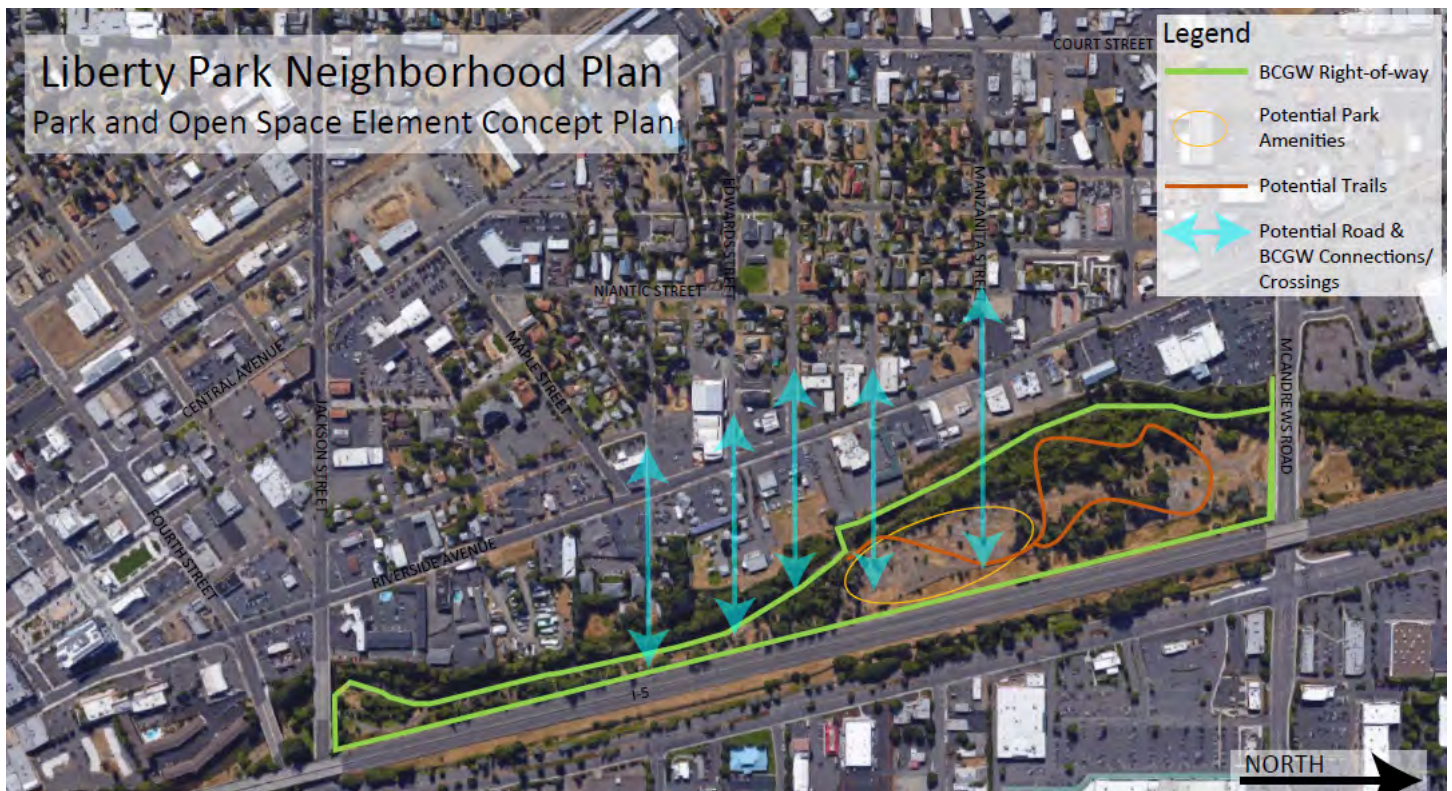 Liberty Park Neighborhood Plan
Park and Open Space Element Concept Plan
Legend
BCGW Right-of-way
Potential Park
Amenities
Potential Trails
Potential Road &
BCGW Connections/
Crossings
COURT STREET
EDWARDS STREET
MANZANITA STREET
NIANTIC STREET
MAPLE STREET
CENTRAL AVENUE
JACKSON STREET
MCANDREWS ROAD
FOURTH STREET
RIVERSIDE AVENUE
I-5
NORTH